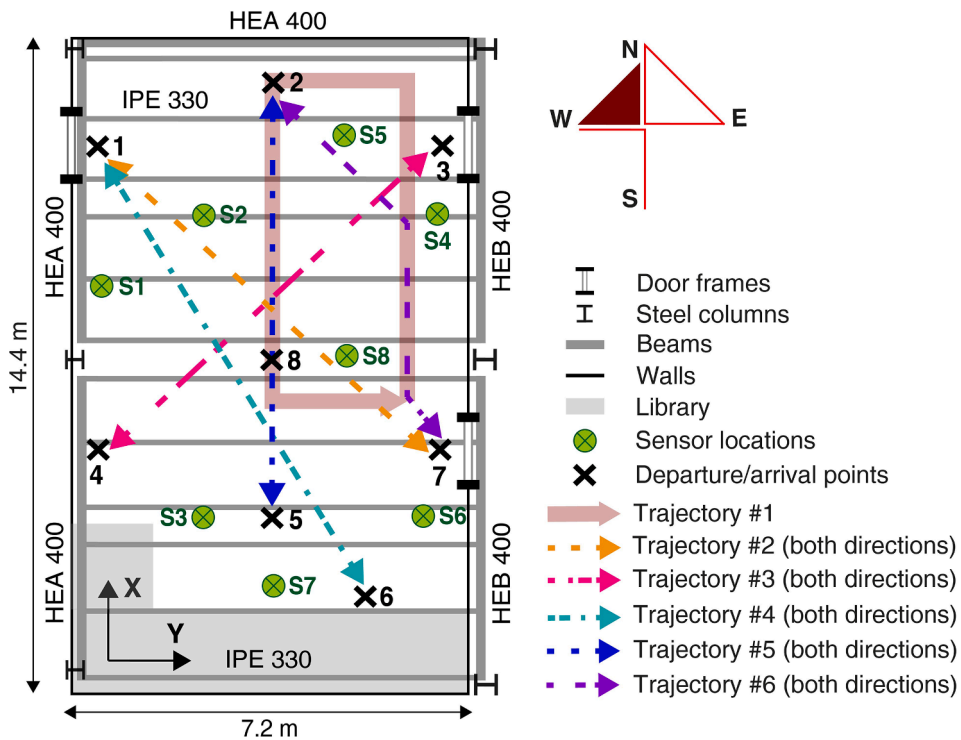 HEA 400
N
IPE 330
2
W
E
S5
1
3
S
S2
S4
HEA 400
HEB 400
S1
Door frames
Steel columns
14.4 m
8
S8
Beams
Walls
Library
Sensor locations
4
7
Departure/arrival points
S3
5
S6
Trajectory #1
HEA 400
HEB 400
Trajectory #2 (both directions)
X
S7
Trajectory #3 (both directions)
6
Trajectory #4 (both directions)
Y
IPE 330
Trajectory #5 (both directions)
Trajectory #6 (both directions)
7.2 m